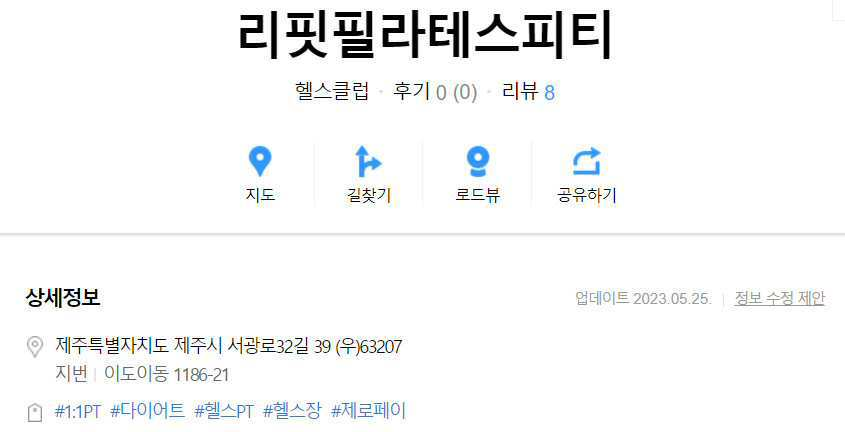 리핏필라테스피티
헬스클럽 · 후기 0 (0) · 리뷰 8
지도 길찾기 로드뷰 공유하기
상세정보 업데이트 2023.05.25. 정보 수정 제안
제주특별자치도 제주시 서광로32길 39 (우)63207
지번 이도이동 1186-21
#1:1PT #다이어트 #헬스PT #헬스장 #제로페이